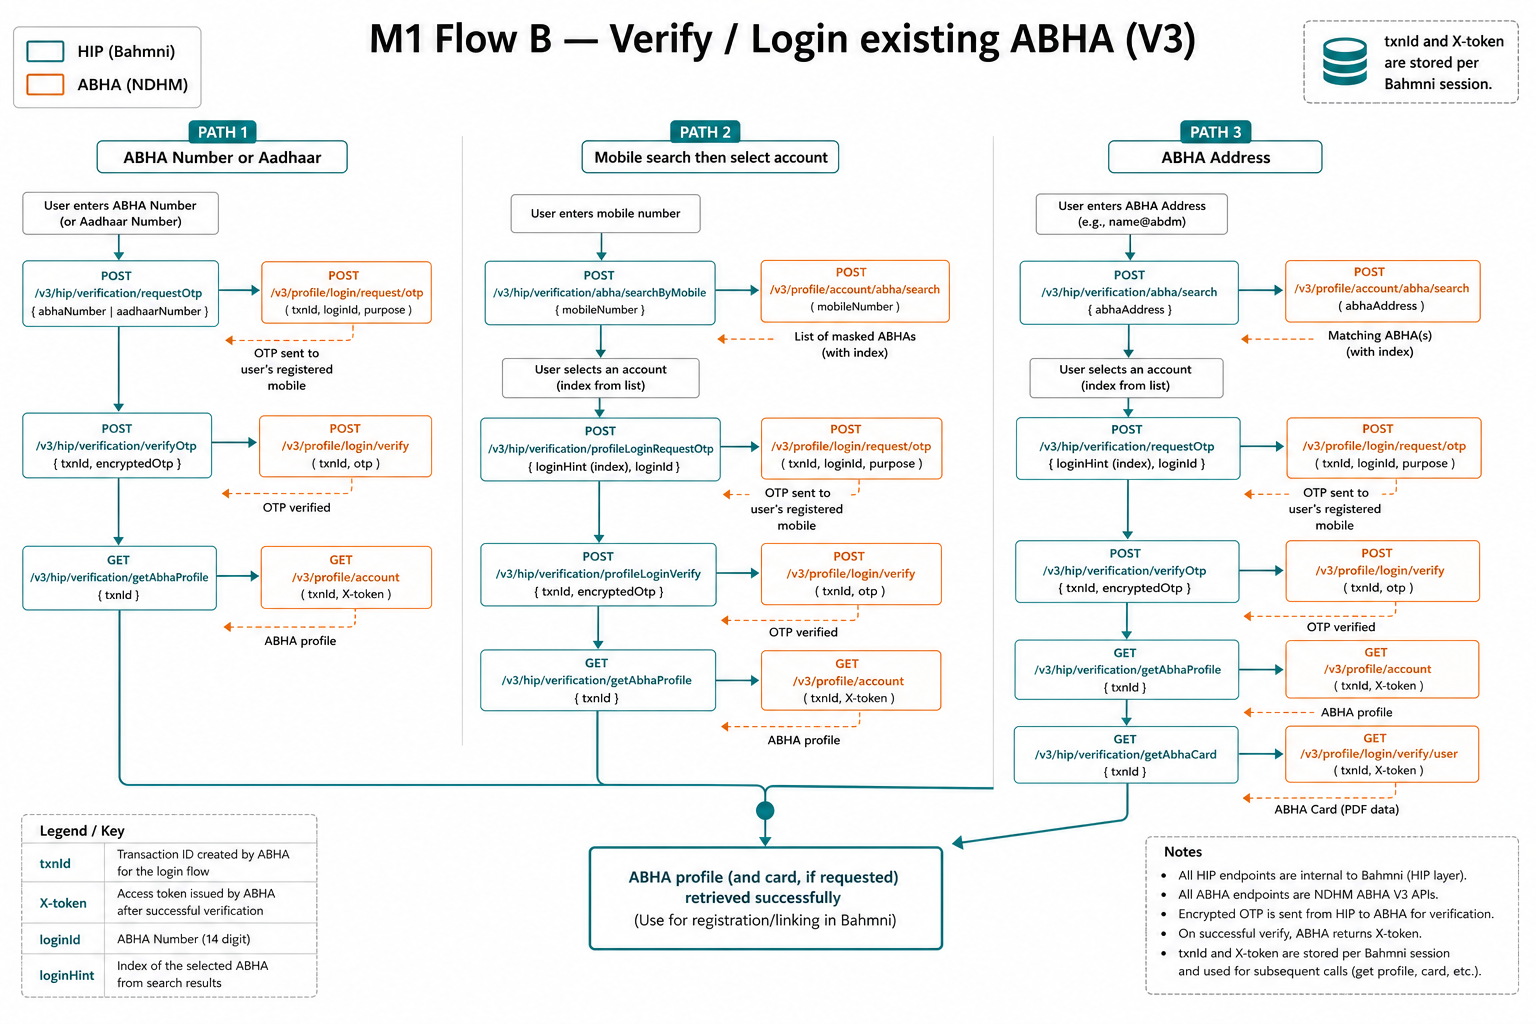 M1 Flow B — Verify / Login existing ABHA (V3)
HIP (Bahmni)
ABHA (NDHM)
txnId and X-token
are stored per
Bahmni session.
PATH 1
ABHA Number or Aadhaar
User enters ABHA Number
(or Aadhaar Number)
POST
/v3/hip/verification/requestOtp
{ abhaNumber | aadhaarNumber }
POST
/v3/profile/login/request/otp
( txnId, loginId, purpose )
OTP sent to
user's registered
mobile
POST
/v3/hip/verification/verifyOtp
{ txnId, encryptedOtp }
POST
/v3/profile/login/verify
( txnId, otp )
OTP verified
GET
/v3/hip/verification/getAbhaProfile
{ txnId }
GET
/v3/profile/account
( txnId, X-token )
ABHA profile
PATH 2
Mobile search then select account
User enters mobile number
POST
/v3/hip/verification/abha/searchByMobile
{ mobileNumber }
POST
/v3/profile/account/abha/search
( mobileNumber )
List of masked ABHAs
(with index)
User selects an account
(index from list)
POST
/v3/hip/verification/profileLoginRequestOtp
{ loginHint (index), loginId }
POST
/v3/profile/login/request/otp
( txnId, loginId, purpose )
OTP sent to
user's registered
mobile
POST
/v3/hip/verification/profileLoginVerify
{ txnId, encryptedOtp }
POST
/v3/profile/login/verify
( txnId, otp )
OTP verified
GET
/v3/hip/verification/getAbhaProfile
{ txnId }
GET
/v3/profile/account
( txnId, X-token )
ABHA profile
PATH 3
ABHA Address
User enters ABHA Address
(e.g., name@abdm)
POST
/v3/hip/verification/abha/search
{ abhaAddress }
POST
/v3/profile/account/abha/search
( abhaAddress )
Matching ABHA(s)
(with index)
User selects an account
(index from list)
POST
/v3/hip/verification/requestOtp
{ loginHint (index), loginId }
POST
/v3/profile/login/request/otp
( txnId, loginId, purpose )
OTP sent to
user's registered
mobile
POST
/v3/hip/verification/verifyOtp
{ txnId, encryptedOtp }
POST
/v3/profile/login/verify
( txnId, otp )
OTP verified
GET
/v3/hip/verification/getAbhaProfile
{ txnId }
GET
/v3/profile/account
( txnId, X-token )
ABHA profile
GET
/v3/hip/verification/getAbhaCard
{ txnId }
GET
/v3/profile/login/verify/user
( txnId, X-token )
ABHA Card (PDF data)
ABHA profile (and card, if requested)
retrieved successfully
(Use for registration/linking in Bahmni)
Legend / Key
txnId
Transaction ID created by ABHA
for the login flow
X-token
Access token issued by ABHA
after successful verification
loginId
ABHA Number (14 digit)
loginHint
Index of the selected ABHA
from search results
Notes
• All HIP endpoints are internal to Bahmni (HIP layer).
• All ABHA endpoints are NDHM ABHA V3 APIs.
• Encrypted OTP is sent from HIP to ABHA for verification.
• On successful verify, ABHA returns X-token.
• txnId and X-token are stored per Bahmni session
and used for subsequent calls (get profile, card, etc.).